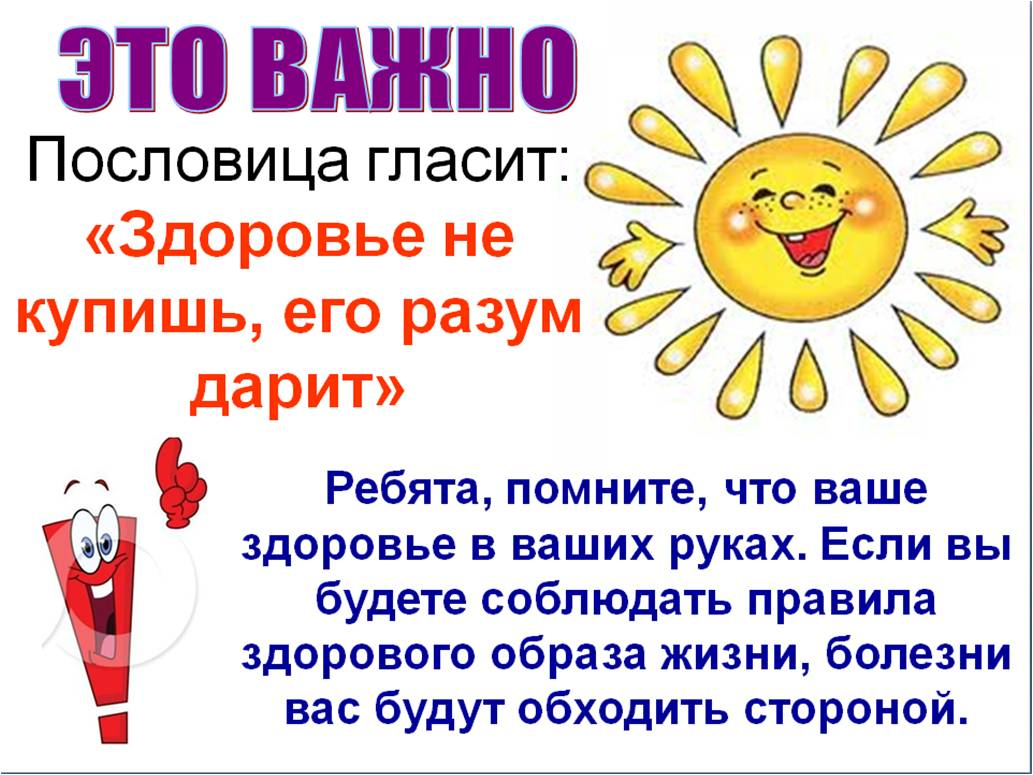 ЭТО ВАЖНО
Пословица гласит:
«Здоровье не
купишь, его разум
дарит»
Ребята, помните, что ваше
здоровье в ваших руках. Если вы
будете соблюдать правила
здорового образа жизни, болезни
вас будут обходить стороной.